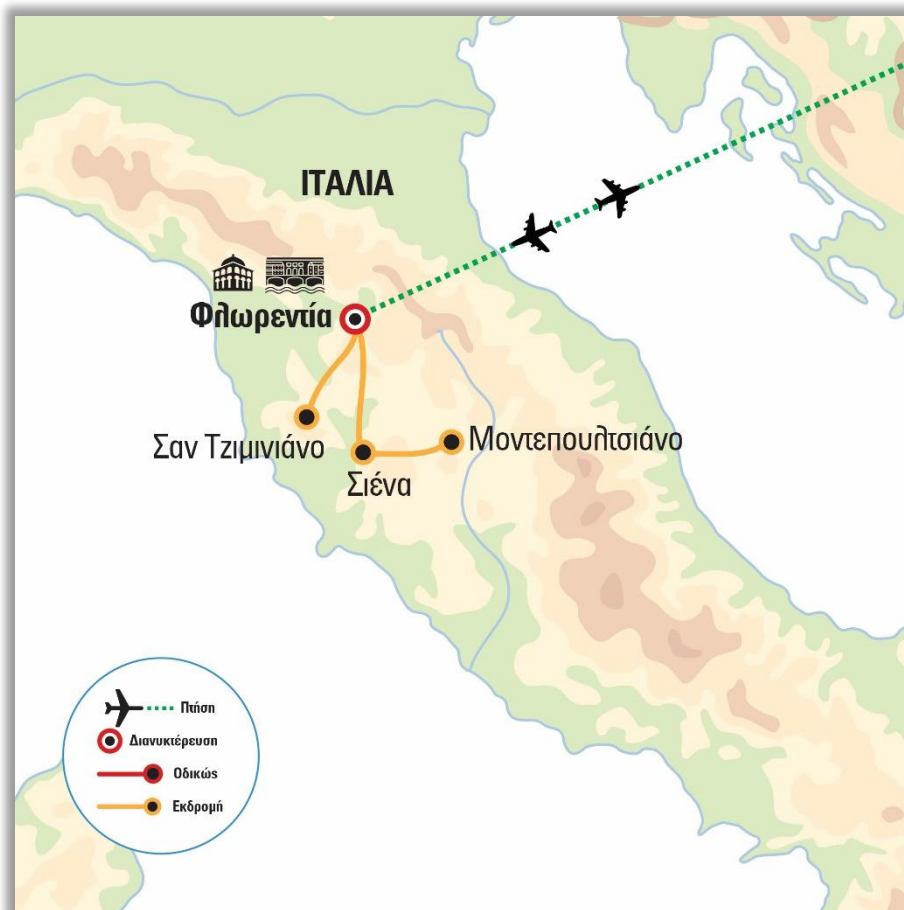 ΙΤΑΛΙΑ
Φλωρεντία
Σαν Τζιμινιάνο
Μοντεπουλτσιάνο
Σιένα
Πτήση
Διανυκτέρευση
Οδικώς
Εκδρομή